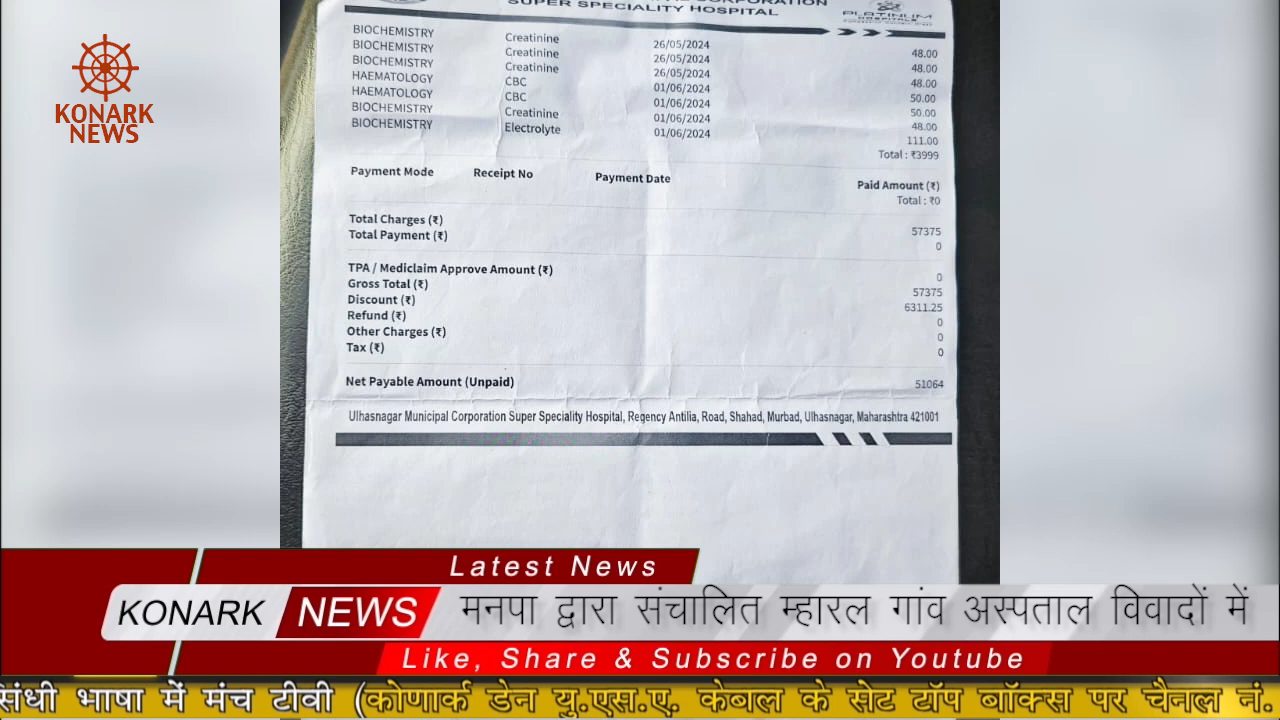 CORPORATION
SUPER SPECIALITY HOSPITAL
PLATINUM
HOSPITALS
KONARK
NEWS
BIOCHEMISTRY Creatinine 26/05/2024 48.00
BIOCHEMISTRY Creatinine 26/05/2024 48.00
BIOCHEMISTRY Creatinine 26/05/2024 48.00
HAEMATOLOGY CBC 01/06/2024 50.00
HAEMATOLOGY CBC 01/06/2024 50.00
BIOCHEMISTRY Creatinine 01/06/2024 48.00
BIOCHEMISTRY Electrolyte 01/06/2024 111.00
Total : ₹3999
Payment Mode Receipt No Payment Date Paid Amount (₹)
Total : ₹0
Total Charges (₹) 57375
Total Payment (₹) 0
TPA / Mediclaim Approve Amount (₹) 0
Gross Total (₹) 57375
Discount (₹) 6311.25
Refund (₹) 0
Other Charges (₹) 0
Tax (₹) 0
Net Payable Amount (Unpaid) 51064
Ulhasnagar Municipal Corporation Super Speciality Hospital, Regency Antilia, Road, Shahad, Murbad, Ulhasnagar, Maharashtra 421001
Latest News
KONARK NEWS मनपा द्वारा संचालित म्हारल गांव अस्पताल विवादों में
Like, Share & Subscribe on Youtube
सिंधी भाषा में मंच टीवी (कोणार्क डेन यु.एस.ए. केबल के सेट टॉप बॉक्स पर चैनल नं.